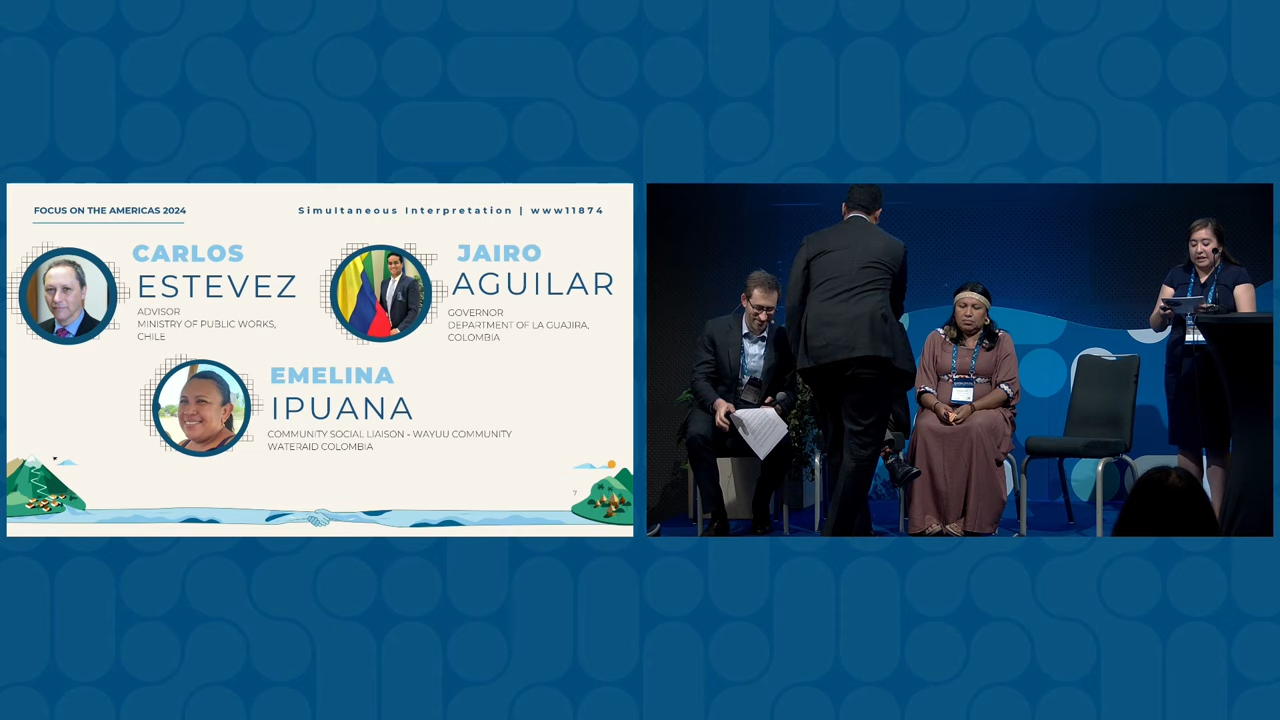 FOCUS ON THE AMERICAS 2024
Simultaneous Interpretation | www11874
CARLOS
ESTEVEZ
ADVISOR
MINISTRY OF PUBLIC WORKS,
CHILE
JAIRO
AGUILAR
GOVERNOR
DEPARTMENT OF LA GUAJIRA,
COLOMBIA
EMELINA
IPUANA
COMMUNITY SOCIAL LIAISON - WAYUU COMMUNITY
WATERAID COLOMBIA
7